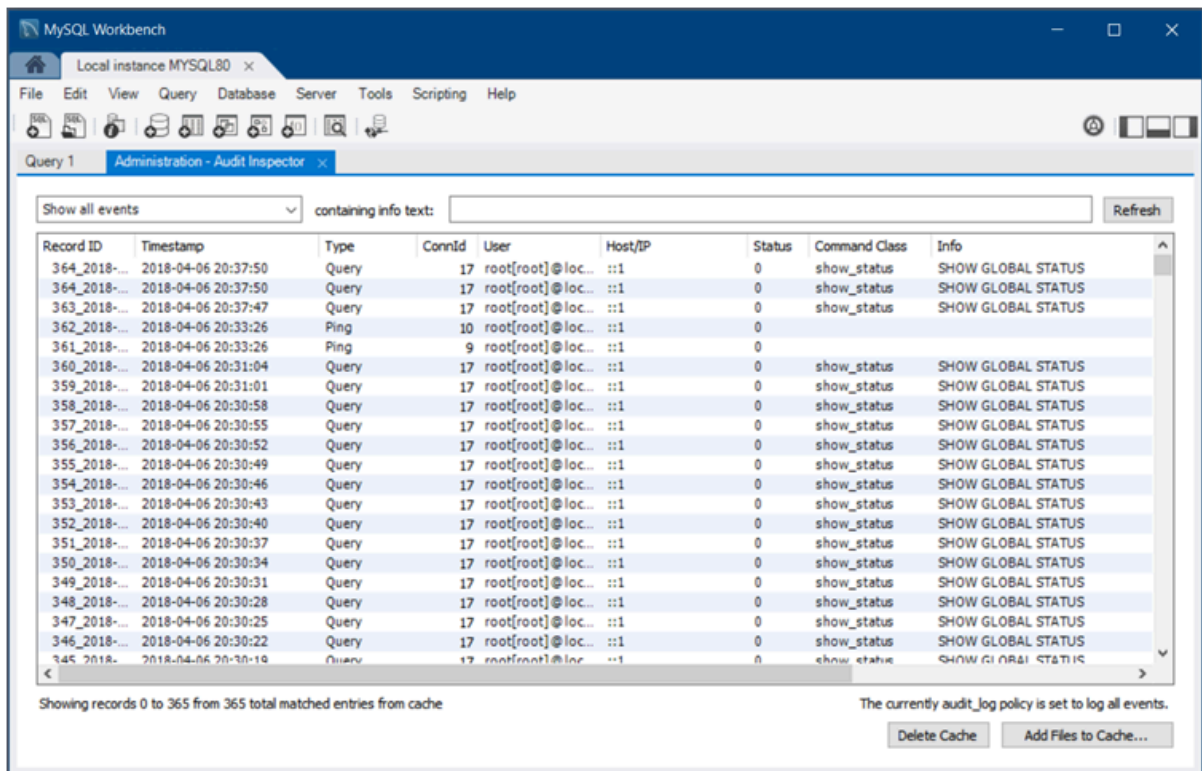 MySQL Workbench
Local instance MYSQL80
File Edit View Query Database Server Tools Scripting Help
Query 1 Administration - Audit Inspector
Show all events containing info text: Refresh
Record ID Timestamp Type ConnId User Host/IP Status Command Class Info
364_2018-... 2018-04-06 20:37:50 Query 17 root[root]@loc... ::1 0 show_status SHOW GLOBAL STATUS
364_2018-... 2018-04-06 20:37:50 Query 17 root[root]@loc... ::1 0 show_status SHOW GLOBAL STATUS
363_2018-... 2018-04-06 20:37:47 Query 17 root[root]@loc... ::1 0 show_status SHOW GLOBAL STATUS
362_2018-... 2018-04-06 20:33:26 Ping 10 root[root]@loc... ::1 0
361_2018-... 2018-04-06 20:33:26 Ping 9 root[root]@loc... ::1 0
360_2018-... 2018-04-06 20:31:04 Query 17 root[root]@loc... ::1 0 show_status SHOW GLOBAL STATUS
359_2018-... 2018-04-06 20:31:01 Query 17 root[root]@loc... ::1 0 show_status SHOW GLOBAL STATUS
358_2018-... 2018-04-06 20:30:58 Query 17 root[root]@loc... ::1 0 show_status SHOW GLOBAL STATUS
357_2018-... 2018-04-06 20:30:55 Query 17 root[root]@loc... ::1 0 show_status SHOW GLOBAL STATUS
356_2018-... 2018-04-06 20:30:52 Query 17 root[root]@loc... ::1 0 show_status SHOW GLOBAL STATUS
355_2018-... 2018-04-06 20:30:49 Query 17 root[root]@loc... ::1 0 show_status SHOW GLOBAL STATUS
354_2018-... 2018-04-06 20:30:46 Query 17 root[root]@loc... ::1 0 show_status SHOW GLOBAL STATUS
353_2018-... 2018-04-06 20:30:43 Query 17 root[root]@loc... ::1 0 show_status SHOW GLOBAL STATUS
352_2018-... 2018-04-06 20:30:40 Query 17 root[root]@loc... ::1 0 show_status SHOW GLOBAL STATUS
351_2018-... 2018-04-06 20:30:37 Query 17 root[root]@loc... ::1 0 show_status SHOW GLOBAL STATUS
350_2018-... 2018-04-06 20:30:34 Query 17 root[root]@loc... ::1 0 show_status SHOW GLOBAL STATUS
349_2018-... 2018-04-06 20:30:31 Query 17 root[root]@loc... ::1 0 show_status SHOW GLOBAL STATUS
348_2018-... 2018-04-06 20:30:28 Query 17 root[root]@loc... ::1 0 show_status SHOW GLOBAL STATUS
347_2018-... 2018-04-06 20:30:25 Query 17 root[root]@loc... ::1 0 show_status SHOW GLOBAL STATUS
346_2018-... 2018-04-06 20:30:22 Query 17 root[root]@loc... ::1 0 show_status SHOW GLOBAL STATUS
345_2018-... 2018-04-06 20:30:19 Query 17 root[root]@loc... ::1 0 show_status SHOW GLOBAL STATUS
Showing records 0 to 365 from 365 total matched entries from cache The currently audit_log policy is set to log all events.
Delete Cache Add Files to Cache...